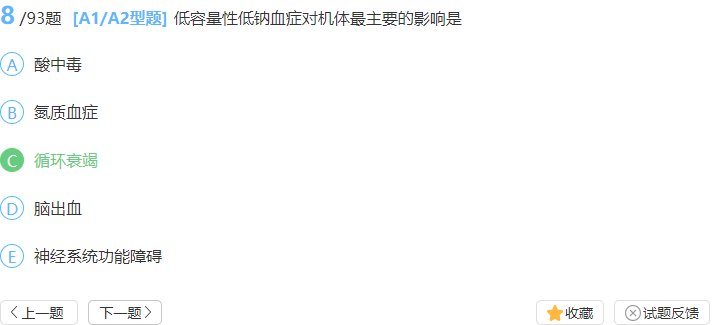 8/93题 [A1/A2型题] 低容量性低钠血症对机体最主要的影响是
A 酸中毒
B 氮质血症
C 循环衰竭
D 脑出血
E 神经系统功能障碍
上一题 下一题 收藏 试题反馈